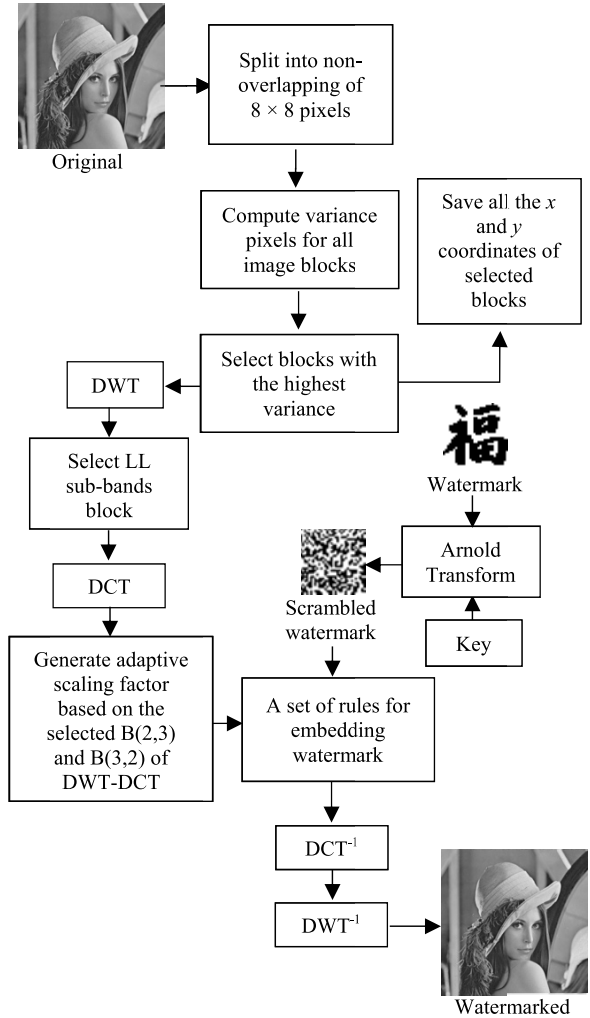 Original
Split into non-
overlapping of
8 × 8 pixels
Compute variance
pixels for all
image blocks
Save all the x
and y
coordinates of
selected
blocks
Select blocks with
the highest
variance
DWT
Select LL
sub-bands
block
DCT
福
Watermark
Arnold
Transform
Key
Scrambled
watermark
Generate adaptive
scaling factor
based on the
selected B(2,3)
and B(3,2) of
DWT-DCT
A set of rules for
embedding
watermark
DCT⁻¹
DWT⁻¹
Watermarked